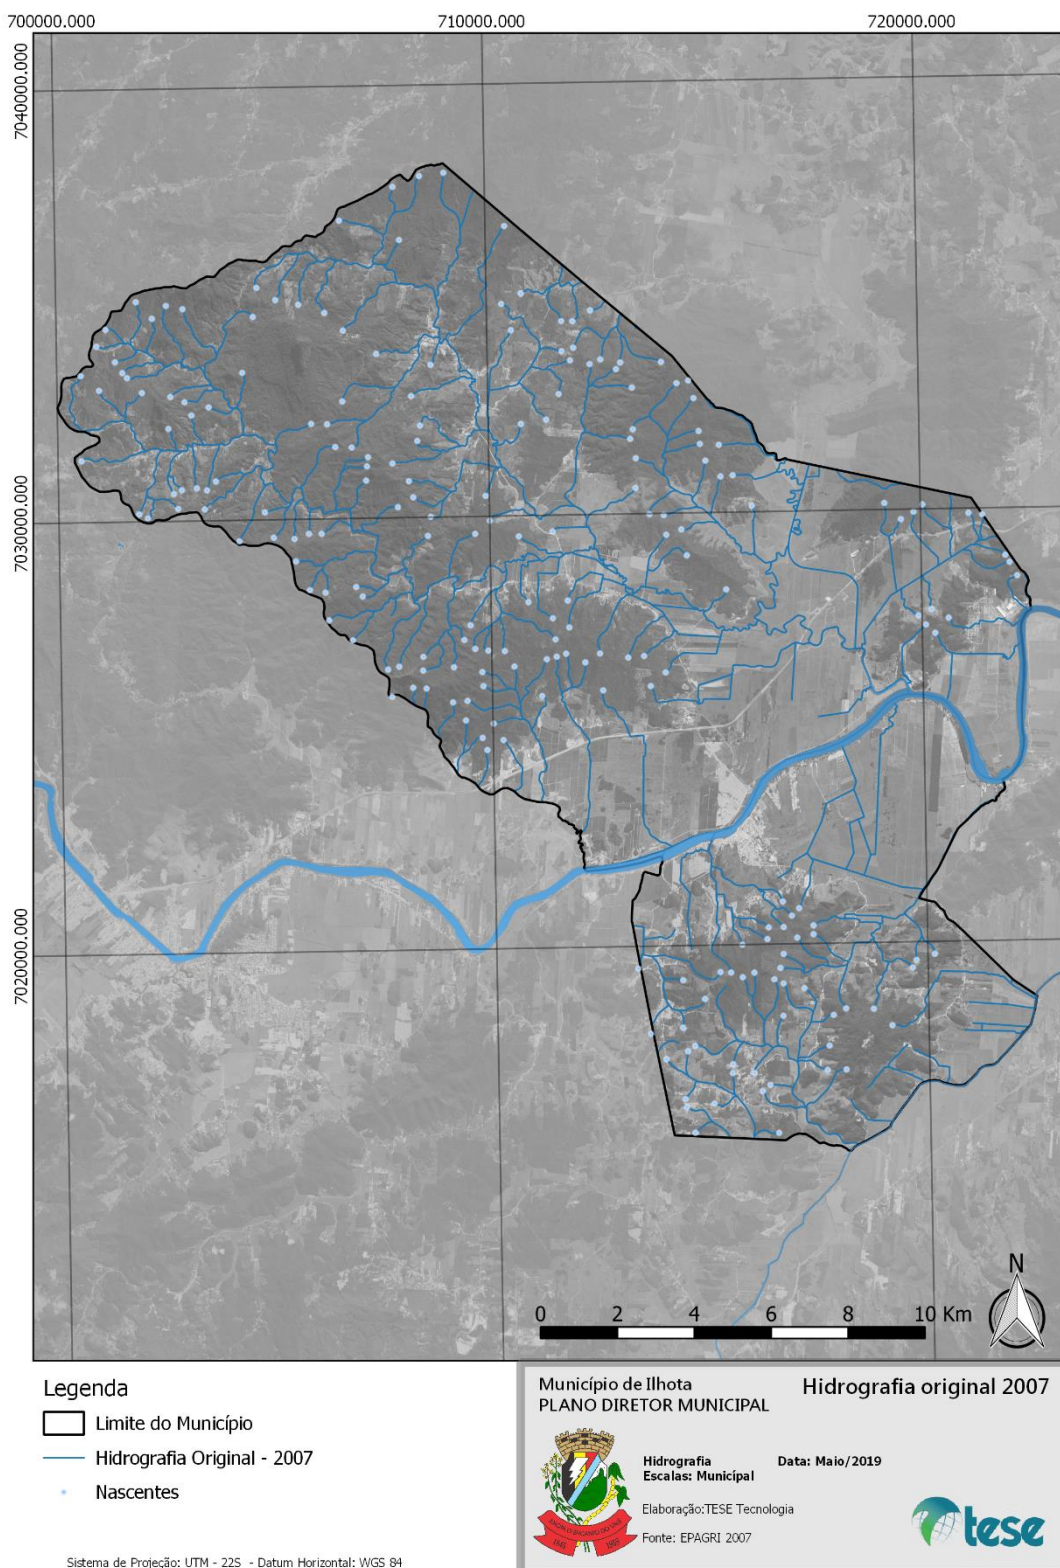 700000.000
710000.000
720000.000
7040000.000
7030000.000
7020000.000
N
0 2 4 6 8 10 Km
Legenda
Limite do Município
Hidrografia Original - 2007
Nascentes
Sistema de Projeção: UTM - 22S - Datum Horizontal: WGS 84
Município de Ilhota
PLANO DIRETOR MUNICIPAL
Hidrografia original 2007
Hidrografia
Escalas: Municipal
Data: Maio/2019
Elaboração:TESE Tecnologia
Fonte: EPAGRI 2007
tese